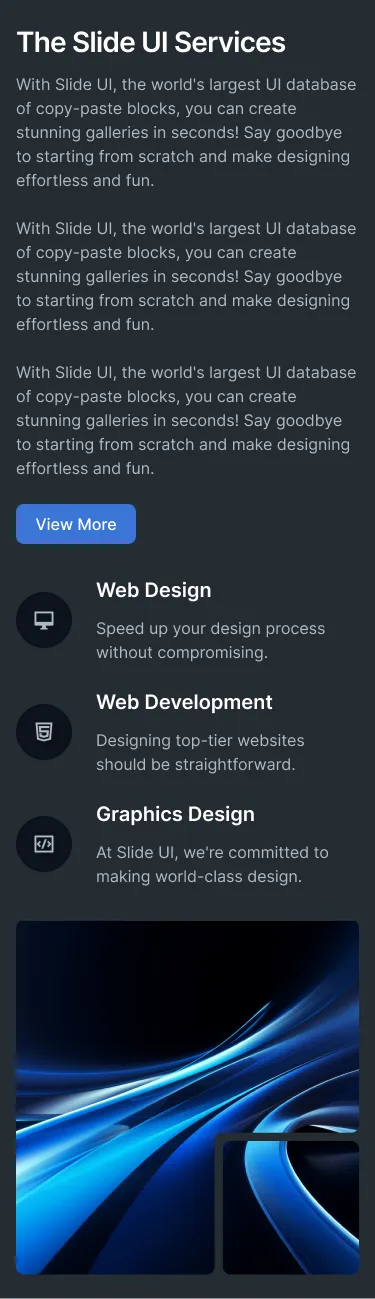 The Slide UI Services
With Slide UI, the world's largest UI database
of copy-paste blocks, you can create
stunning galleries in seconds! Say goodbye
to starting from scratch and make designing
effortless and fun.
With Slide UI, the world's largest UI database
of copy-paste blocks, you can create
stunning galleries in seconds! Say goodbye
to starting from scratch and make designing
effortless and fun.
With Slide UI, the world's largest UI database
of copy-paste blocks, you can create
stunning galleries in seconds! Say goodbye
to starting from scratch and make designing
effortless and fun.
View More
Web Design
Speed up your design process
without compromising.
Web Development
Designing top-tier websites
should be straightforward.
Graphics Design
At Slide UI, we're committed to
making world-class design.